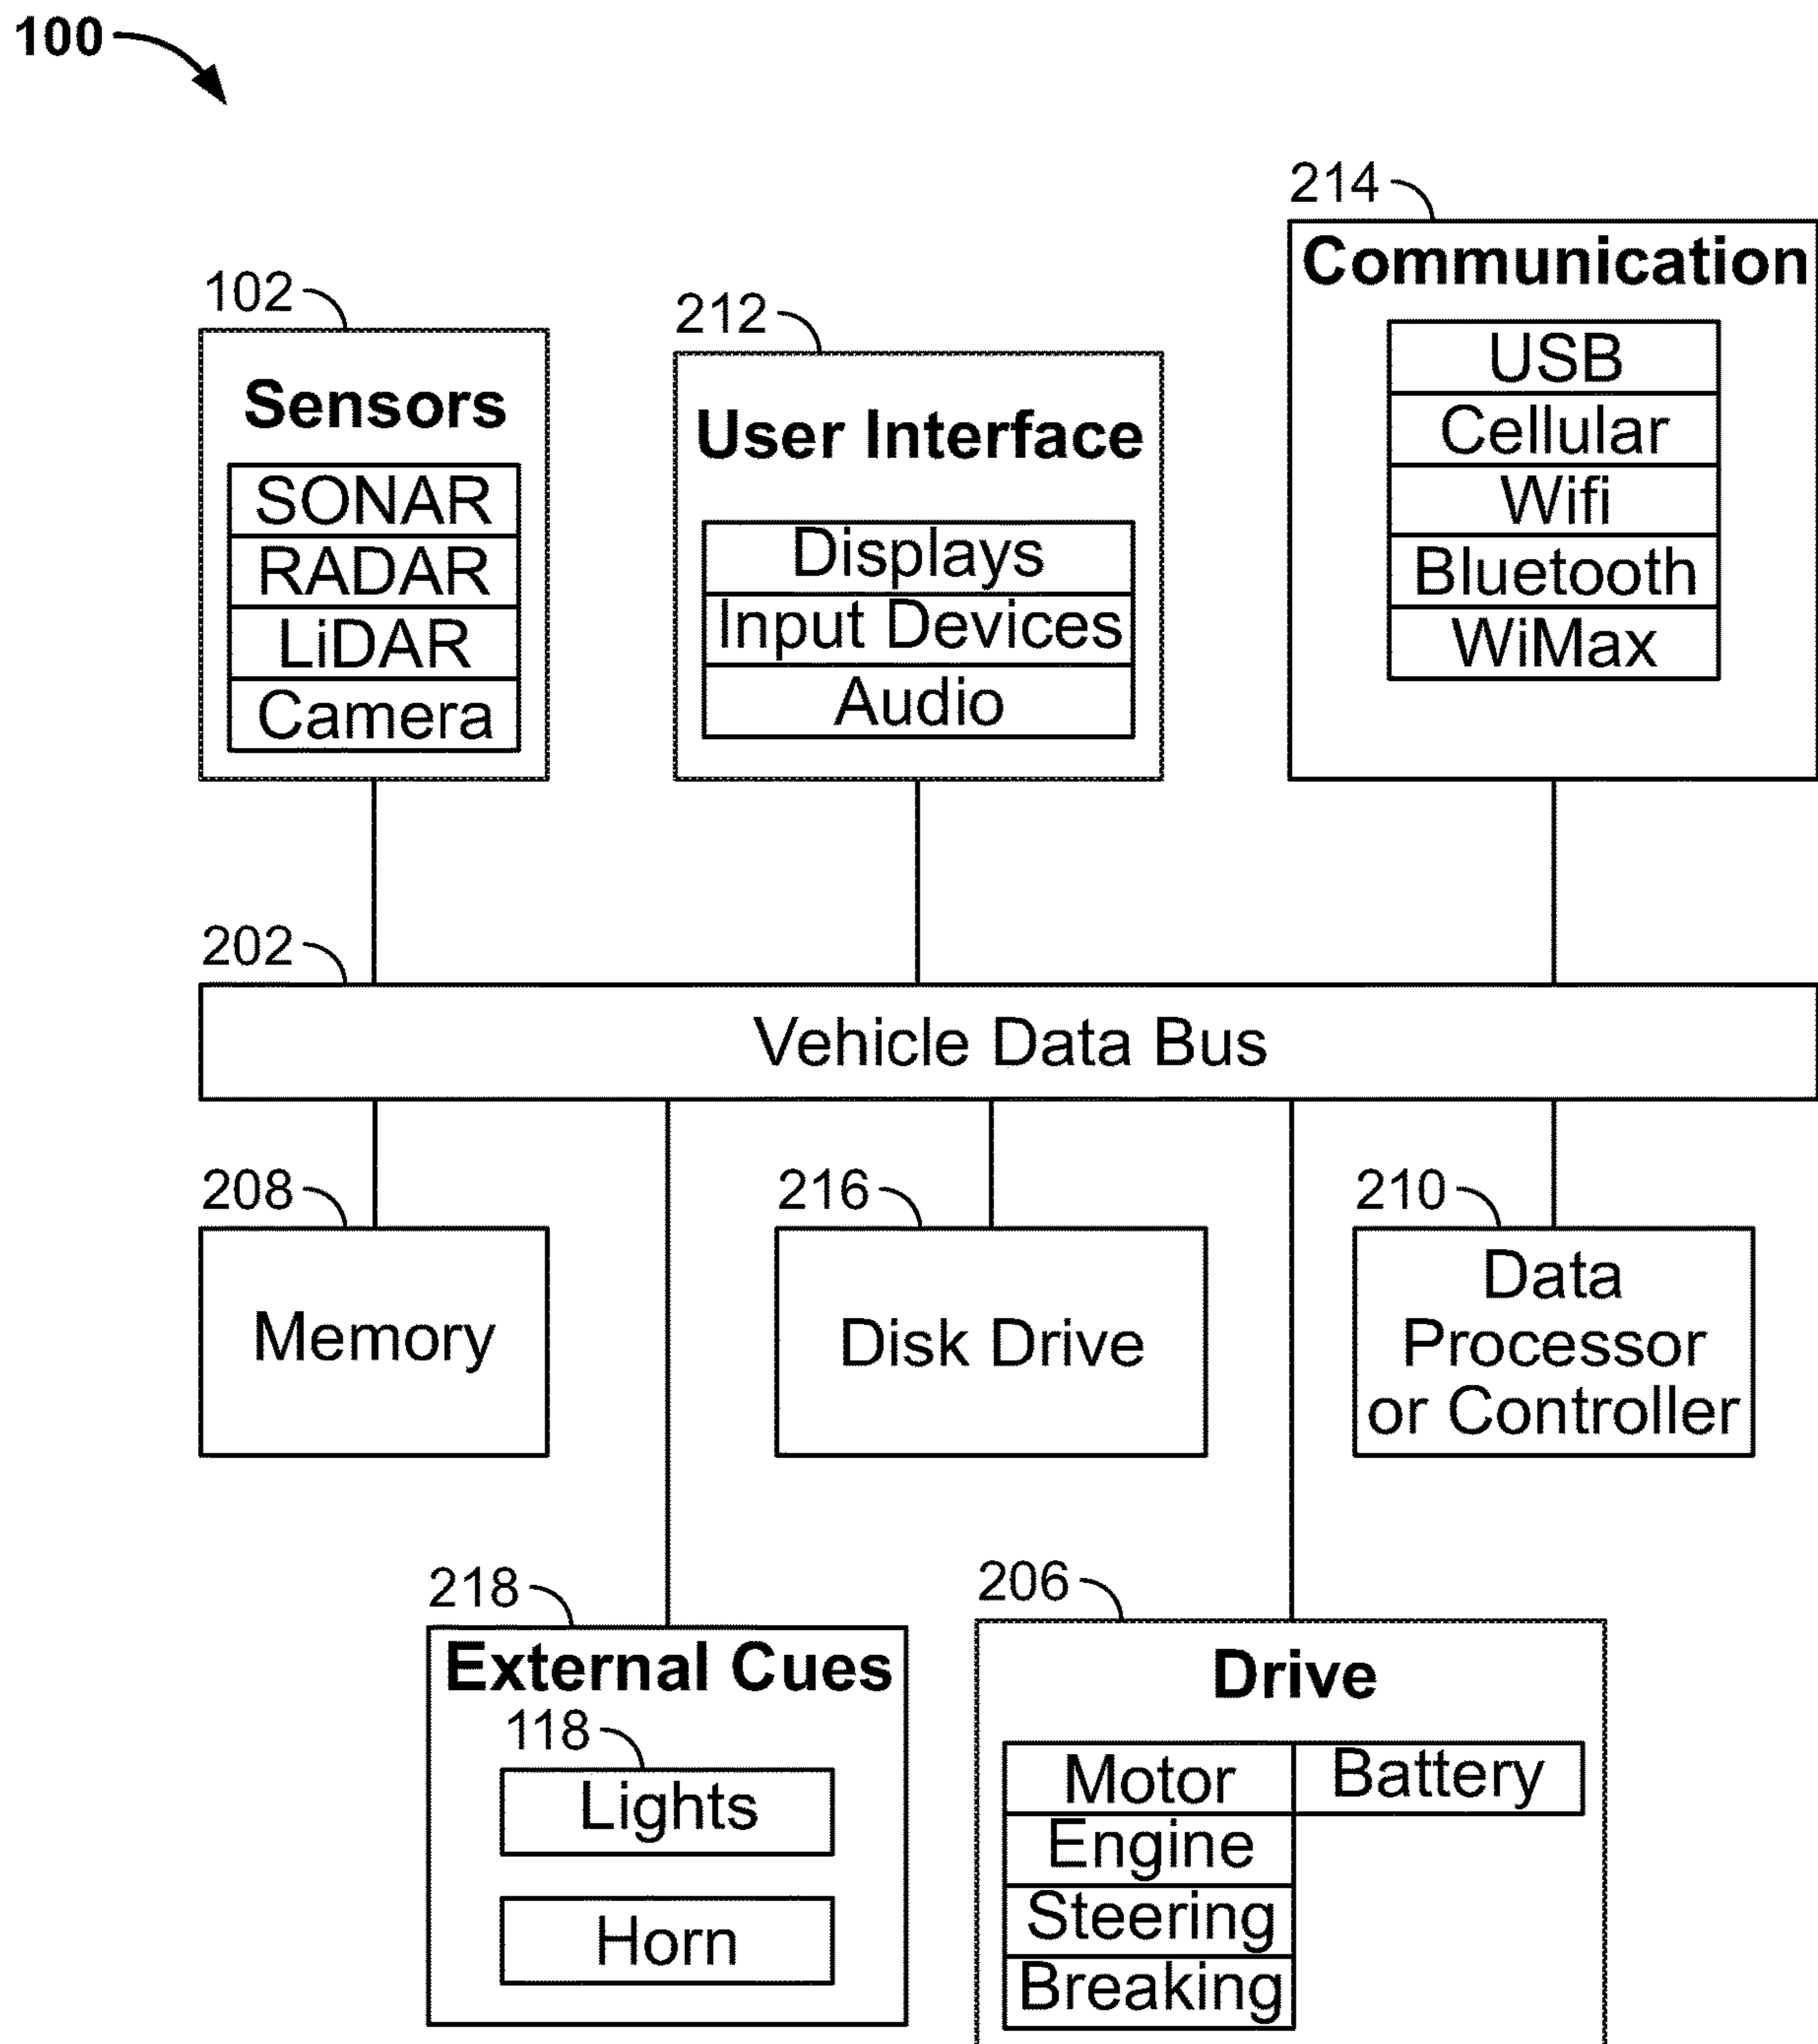 100
214
Communication
USB
Cellular
Wifi
Bluetooth
WiMax
102
Sensors
SONAR
RADAR
LiDAR
Camera
212
User Interface
Displays
Input Devices
Audio
202
Vehicle Data Bus
208
Memory
216
Disk Drive
210
Data
Processor
or Controller
218
External Cues
118
Lights
Horn
206
Drive
Motor
Battery
Engine
Steering
Breaking